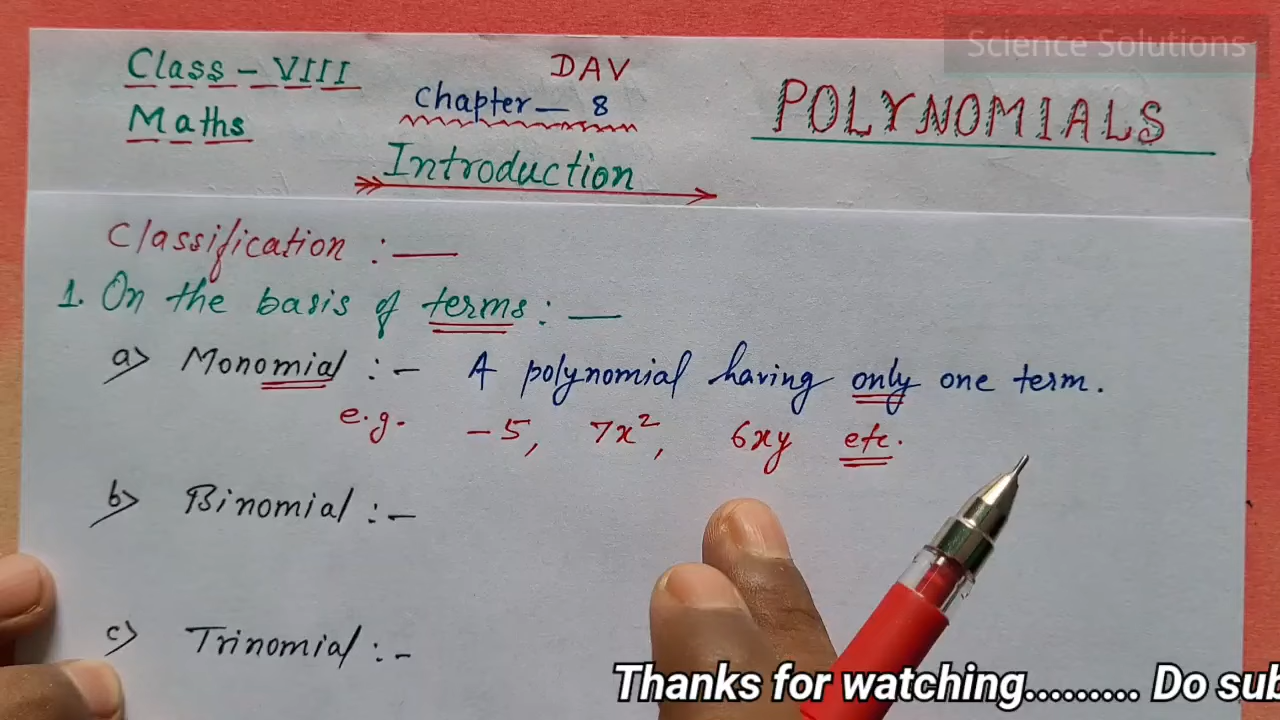 Science Solutions
Class - VIII
DAV
Maths
Chapter - 8
POLYNOMIALS
Introduction
Classification :-
1. On the basis of terms :-
a) Monomial :- A polynomial having only one term.
e.g. -5, 7x², 6xy etc.
b) Binomial :-
c) Trinomial :-
Thanks for watching......... Do sub